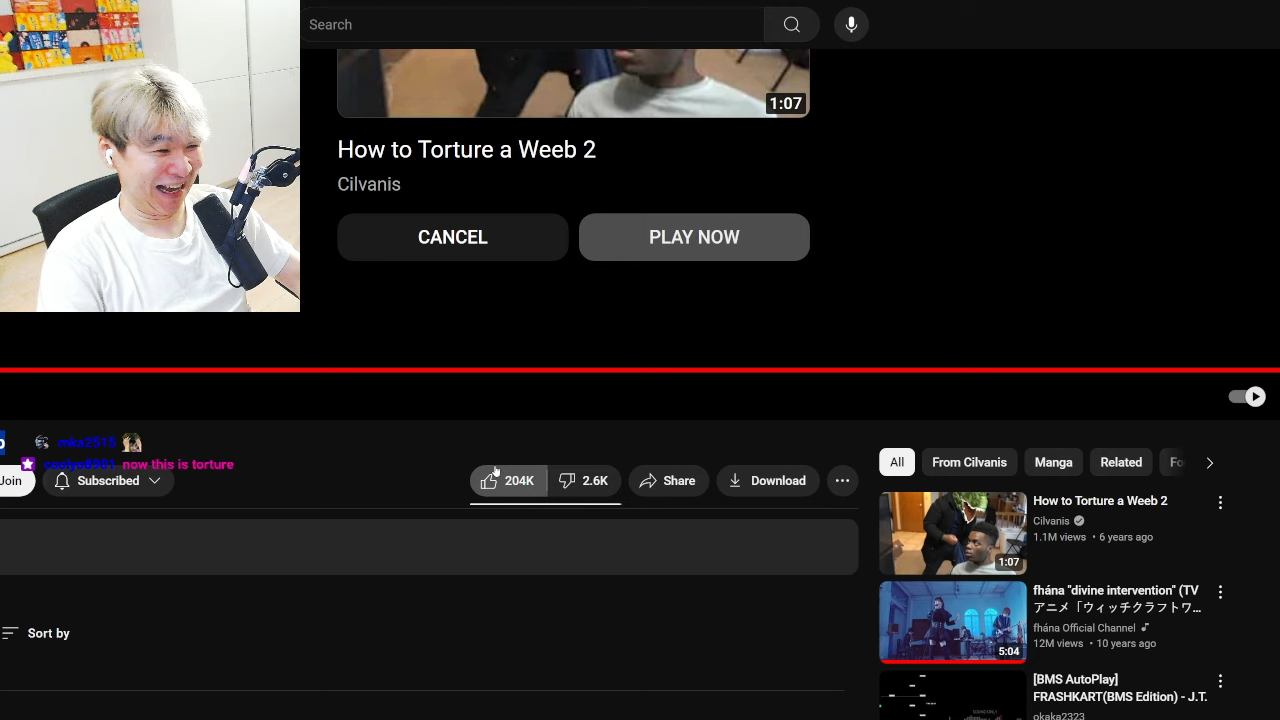 Search
1:07
How to Torture a Weeb 2
Cilvanis
CANCEL
PLAY NOW
mka2515
now this is torture
Join
Subscribed
204K
2.6K
Share
Download
All
From Cilvanis
Manga
Related
Fo
How to Torture a Weeb 2
Cilvanis
1.1M views • 6 years ago
1:07
fhána "divine intervention" (TV
アニメ「ウィッチクラフトワ...
fhána Official Channel
12M views • 10 years ago
5:04
Sort by
[BMS AutoPlay]
FRASHKART(BMS Edition) - J.T.
okaka2323